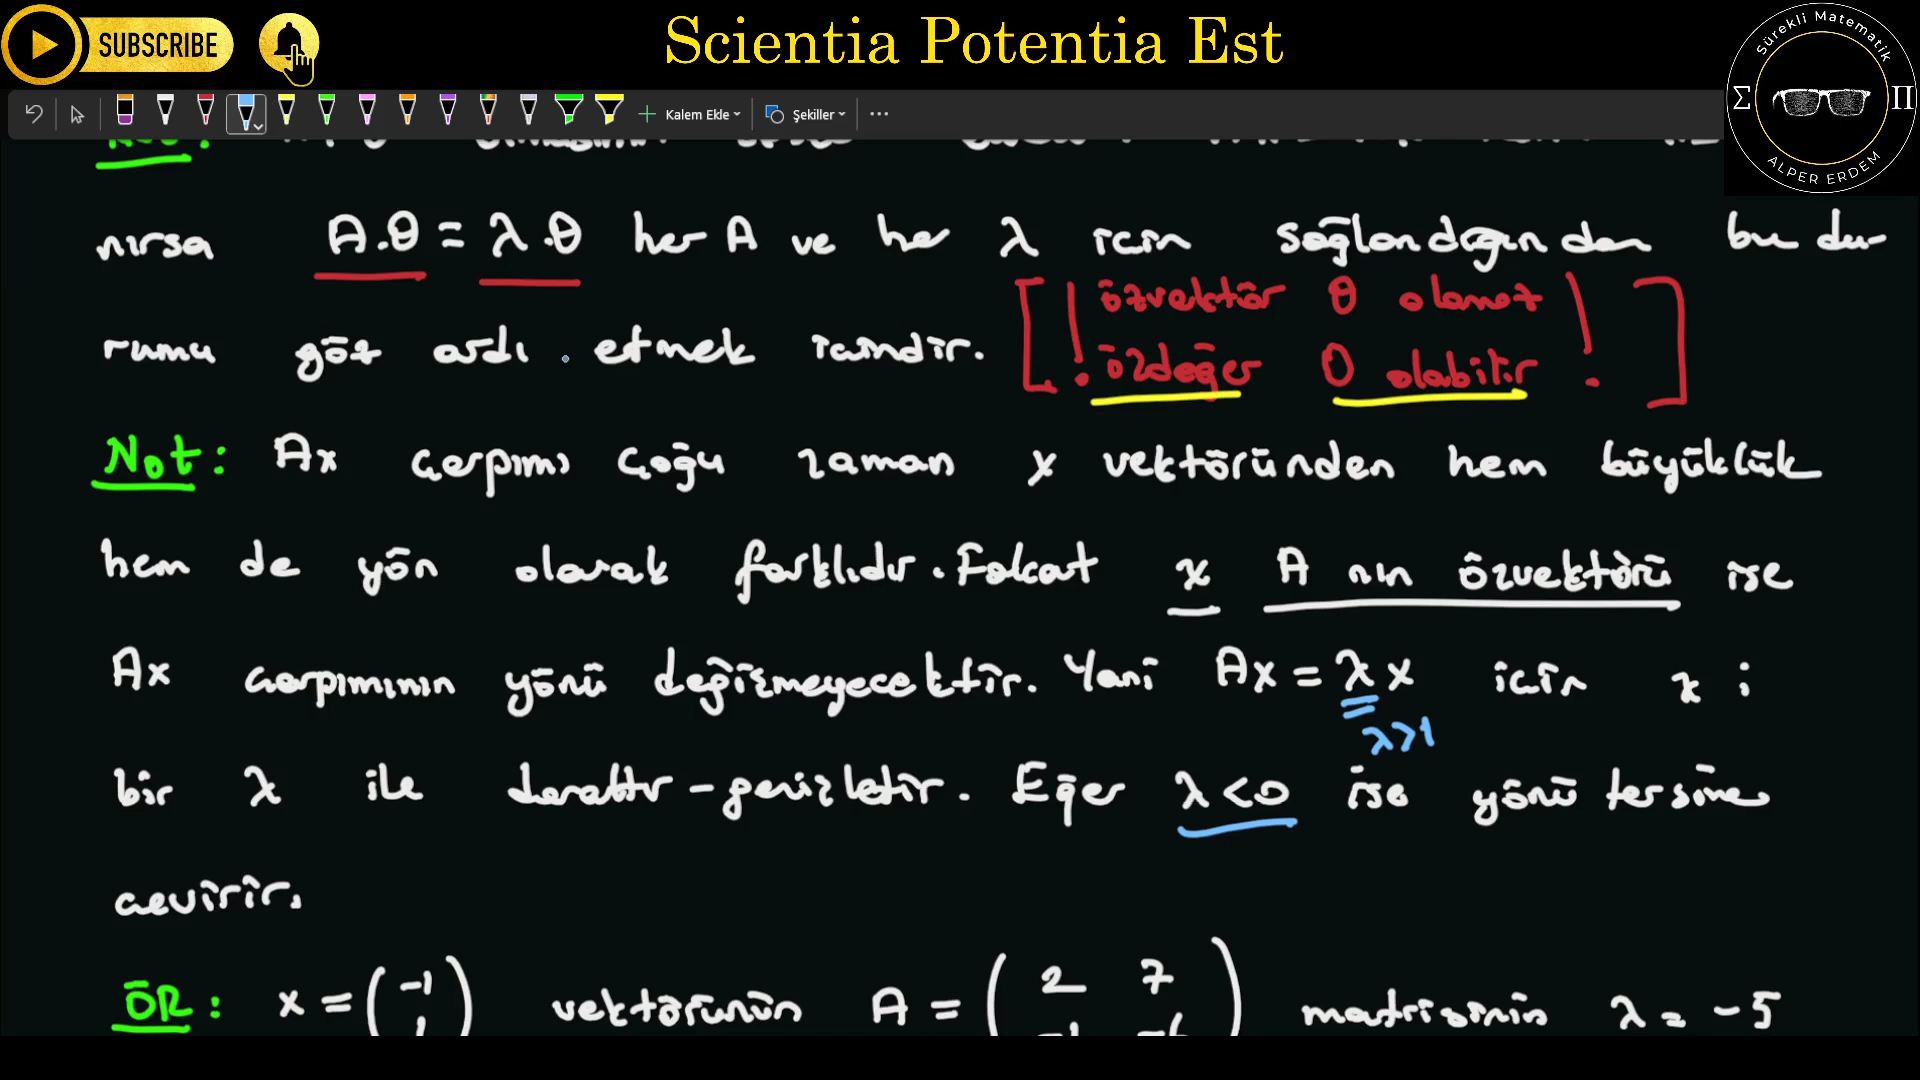 SUBSCRIBE
Scientia Potentia Est
Sürekli Matematik
Σ Π
ALPER ERDEM
Kalem Ekle
Şekiller
nırsa A.θ = λ.θ her A ve her λ için sağlandığından bu du-
[ ! özvektör θ olamaz ! ]
rumu göz ardı etmek içindir.
özdeğer 0 olabilir
Not: Ax çarpımı çoğu zaman x vektöründen hem büyüklük
hem de yön olarak farklıdır. Fakat x A nın özvektörü ise
Ax çarpımının yönü değişmeyecektir. Yani Ax = λx için x i
λ>1
bir λ ile daraltır - genişletir. Eğer λ<0 ise yönü tersine
çevirir.
ÖR: x = (-1 vektörünün A = (2 7 matrisinin λ = -5